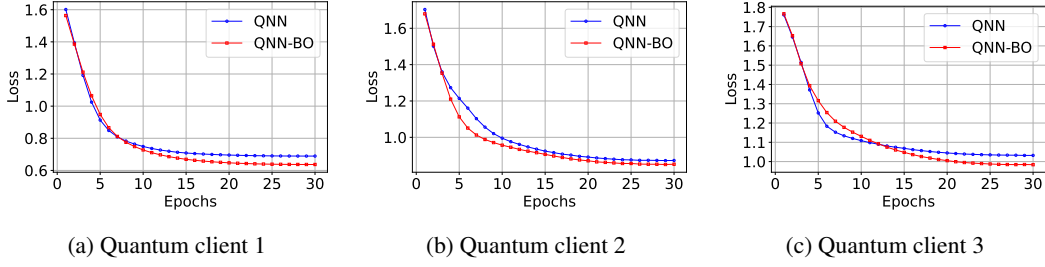 1.6
1.4
1.2
1.0
0.8
0.6
Loss
0 5 10 15 20 25 30
Epochs
QNN
QNN-BO
(a) Quantum client 1
1.6
1.4
1.2
1.0
Loss
0 5 10 15 20 25 30
Epochs
QNN
QNN-BO
(b) Quantum client 2
1.8
1.7
1.6
1.5
1.4
1.3
1.2
1.1
1.0
Loss
0 5 10 15 20 25 30
Epochs
QNN
QNN-BO
(c) Quantum client 3